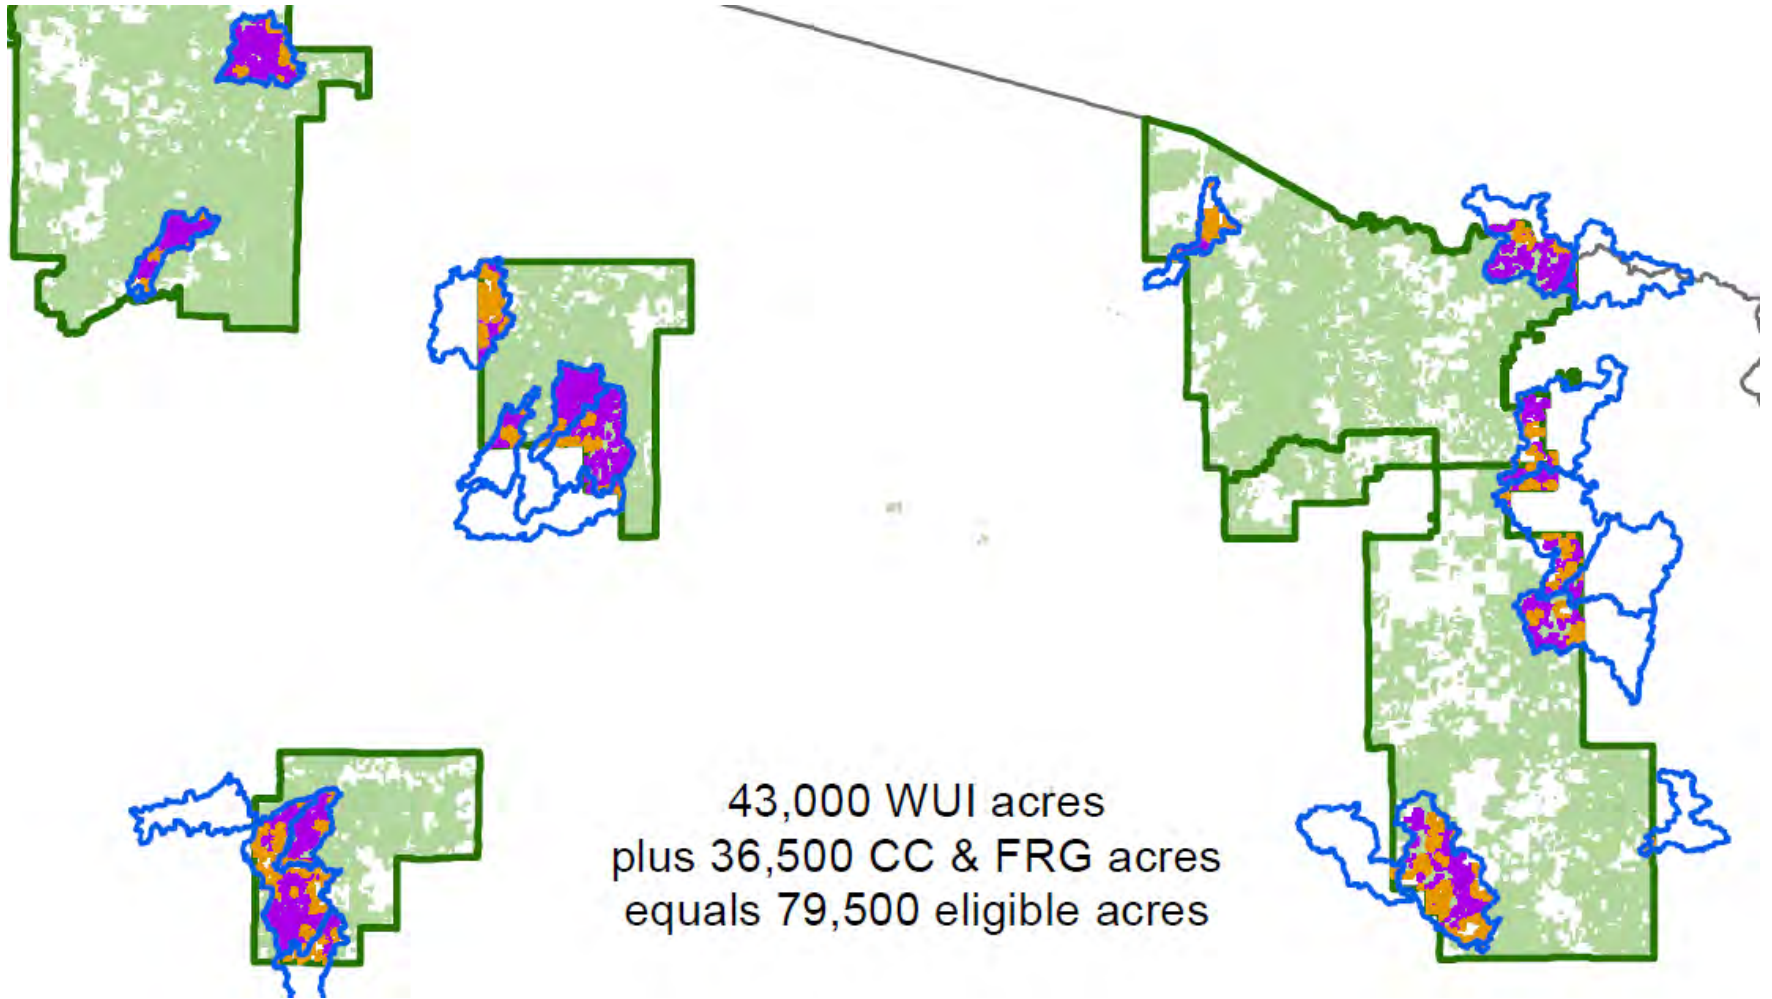 43,000 WUI acres
plus 36,500 CC & FRG acres
equals 79,500 eligible acres